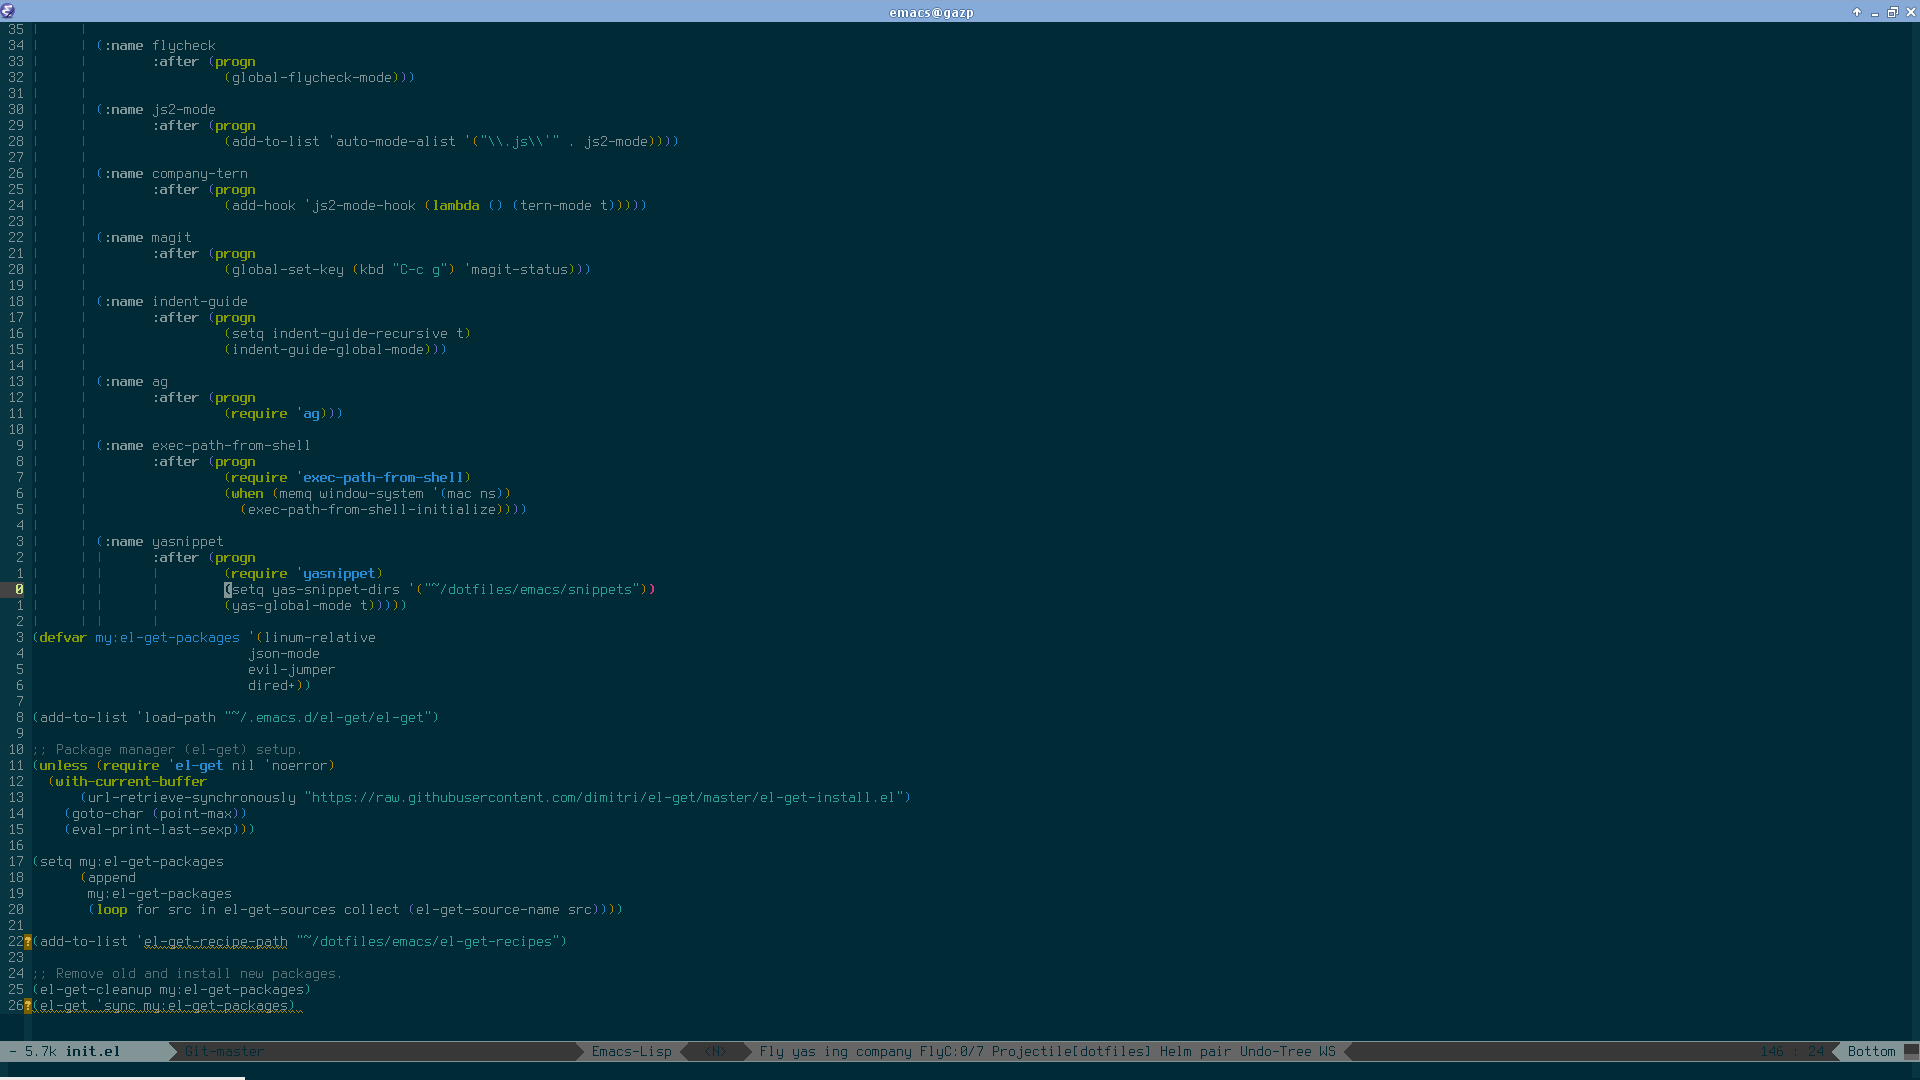 emacs@gazp
35
34 (:name flycheck
33 :after (progn
32 (global-flycheck-mode)))
31
30 (:name js2-mode
29 :after (progn
28 (add-to-list 'auto-mode-alist '("\\.js\\'" . js2-mode))))
27
26 (:name company-tern
25 :after (progn
24 (add-hook 'js2-mode-hook (lambda () (tern-mode t)))))
23
22 (:name magit
21 :after (progn
20 (global-set-key (kbd "C-c g") 'magit-status)))
19
18 (:name indent-guide
17 :after (progn
16 (setq indent-guide-recursive t)
15 (indent-guide-global-mode)))
14
13 (:name ag
12 :after (progn
11 (require 'ag)))
10
9 (:name exec-path-from-shell
8 :after (progn
7 (require 'exec-path-from-shell)
6 (when (memq window-system '(mac ns))
5 (exec-path-from-shell-initialize))))
4
3 (:name yasnippet
2 :after (progn
1 (require 'yasnippet)
0 (setq yas-snippet-dirs '("~/dotfiles/emacs/snippets"))
1 (yas-global-mode t)))))
2
3 (defvar my:el-get-packages '(linum-relative
4 json-mode
5 evil-jumper
6 dired+))
7
8 (add-to-list 'load-path "~/.emacs.d/el-get/el-get")
9
10 ;; Package manager (el-get) setup.
11 (unless (require 'el-get nil 'noerror)
12 (with-current-buffer
13 (url-retrieve-synchronously "https://raw.githubusercontent.com/dimitri/el-get/master/el-get-install.el")
14 (goto-char (point-max))
15 (eval-print-last-sexp)))
16
17 (setq my:el-get-packages
18 (append
19 my:el-get-packages
20 (loop for src in el-get-sources collect (el-get-source-name src))))
21
22?(add-to-list 'el-get-recipe-path "~/dotfiles/emacs/el-get-recipes")
23
24 ;; Remove old and install new packages.
25 (el-get-cleanup my:el-get-packages)
26?(el-get 'sync my:el-get-packages)
- 5.7k init.el Git-master Emacs-Lisp <N> Fly yas ing company FlyC:0/7 Projectile[dotfiles] Helm pair Undo-Tree WS 146 : 24 Bottom